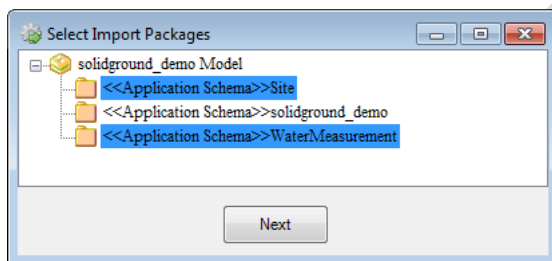 Select Import Packages
solidground_demo Model
<<Application Schema>>Site
<<Application Schema>>solidground_demo
<<Application Schema>>WaterMeasurement
Next